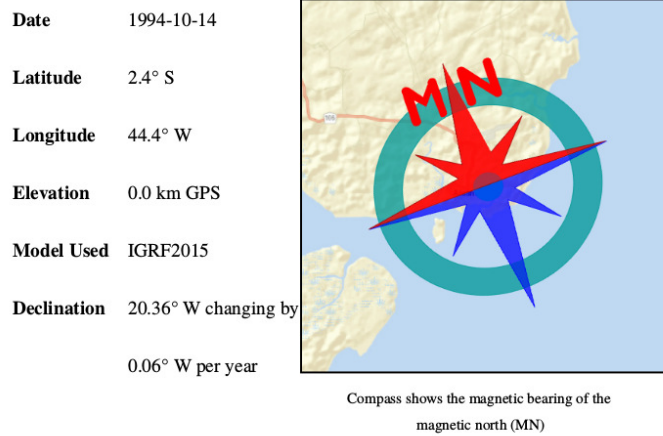 Date 1994-10-14
Latitude 2.4° S
Longitude 44.4° W
Elevation 0.0 km GPS
Model Used IGRF2015
Declination 20.36° W changing by
0.06° W per year
MN
Compass shows the magnetic bearing of the
magnetic north (MN)